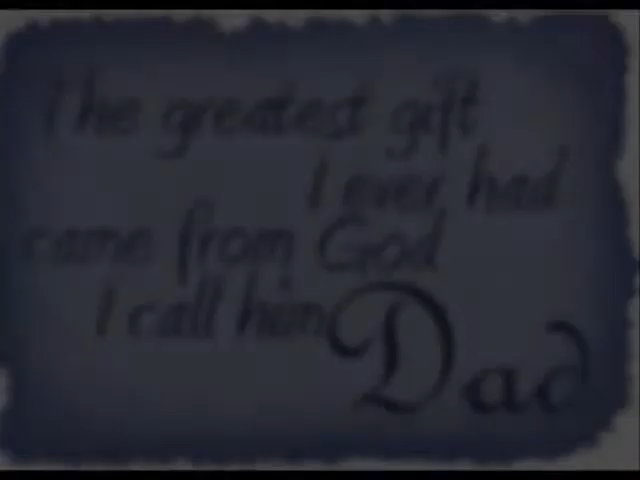 The greatest gift
I ever had
came from God
I call him Dad